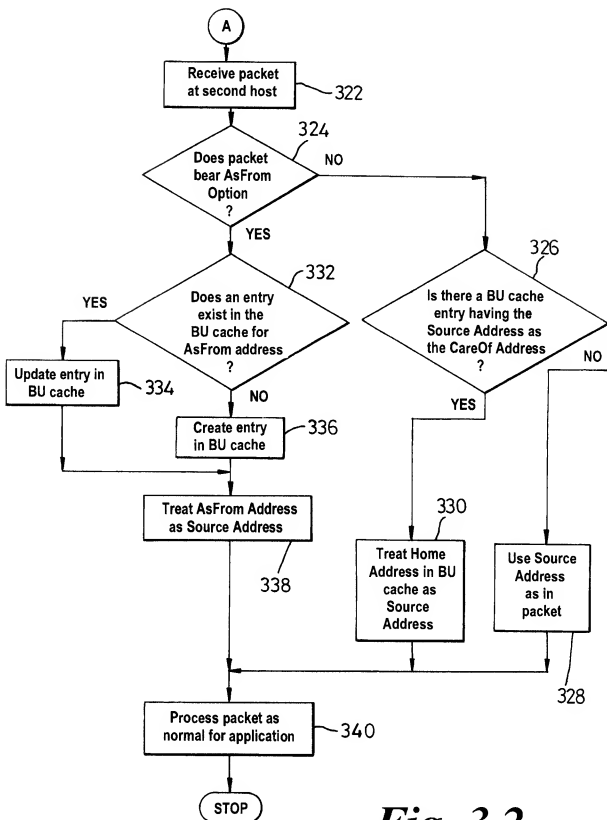 A
Receive packet
at second host
322
324
Does packet
bear AsFrom
Option
?
NO
YES
332
Does an entry
exist in the
BU cache for
AsFrom address
?
YES
NO
326
Is there a BU cache
entry having the
Source Address as
the CareOf Address
?
NO
YES
Update entry in
BU cache
334
Create entry
in BU cache
336
Treat AsFrom Address
as Source Address
338
330
Treat Home
Address in BU
cache as
Source
Address
Use Source
Address
as in
packet
328
Process packet as
normal for application
340
STOP
Fig. 3.2